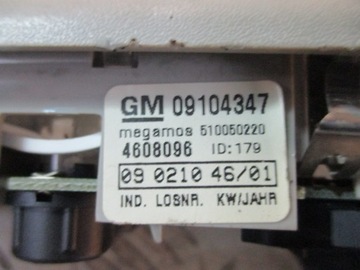 GM 09104347
megamos 510050220
4608096 ID:179
09 0210 46/01
IND. LOSNR. KW/JAHR